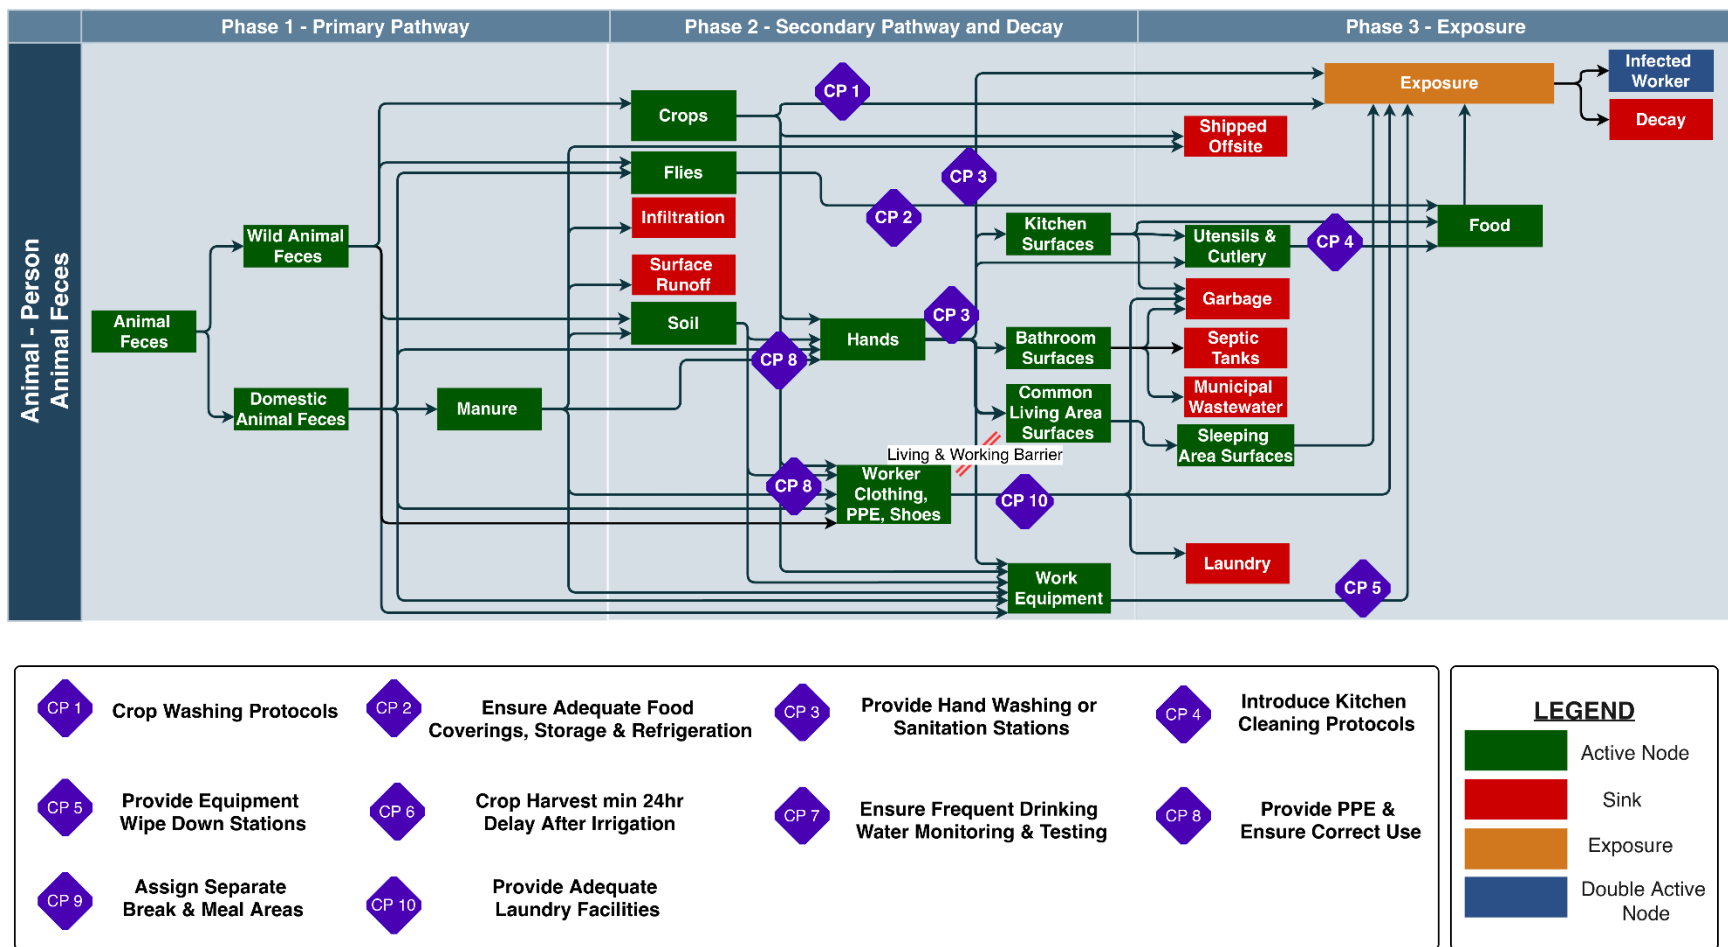 Phase 1 - Primary Pathway
Phase 2 - Secondary Pathway and Decay
Phase 3 - Exposure
Animal - Person
Animal Feces
Animal
Feces
Wild Animal
Feces
Domestic
Animal Feces
Manure
Crops
Flies
Infiltration
Surface
Runoff
Soil
CP 1
CP 2
CP 3
CP 3
CP 8
CP 8
Hands
Living & Working Barrier
Worker
Clothing,
PPE, Shoes
CP 10
Kitchen
Surfaces
Bathroom
Surfaces
Common
Living Area
Surfaces
Work
Equipment
Shipped
Offsite
Utensils &
Cutlery
Garbage
Septic
Tanks
Municipal
Wastewater
Sleeping
Area Surfaces
Laundry
CP 4
CP 5
Exposure
Food
Infected
Worker
Decay
CP 1
Crop Washing Protocols
CP 2
Ensure Adequate Food
Coverings, Storage & Refrigeration
CP 3
Provide Hand Washing or
Sanitation Stations
CP 4
Introduce Kitchen
Cleaning Protocols
CP 5
Provide Equipment
Wipe Down Stations
CP 6
Crop Harvest min 24hr
Delay After Irrigation
CP 7
Ensure Frequent Drinking
Water Monitoring & Testing
CP 8
Provide PPE &
Ensure Correct Use
CP 9
Assign Separate
Break & Meal Areas
CP 10
Provide Adequate
Laundry Facilities
LEGEND
Active Node
Sink
Exposure
Double Active
Node